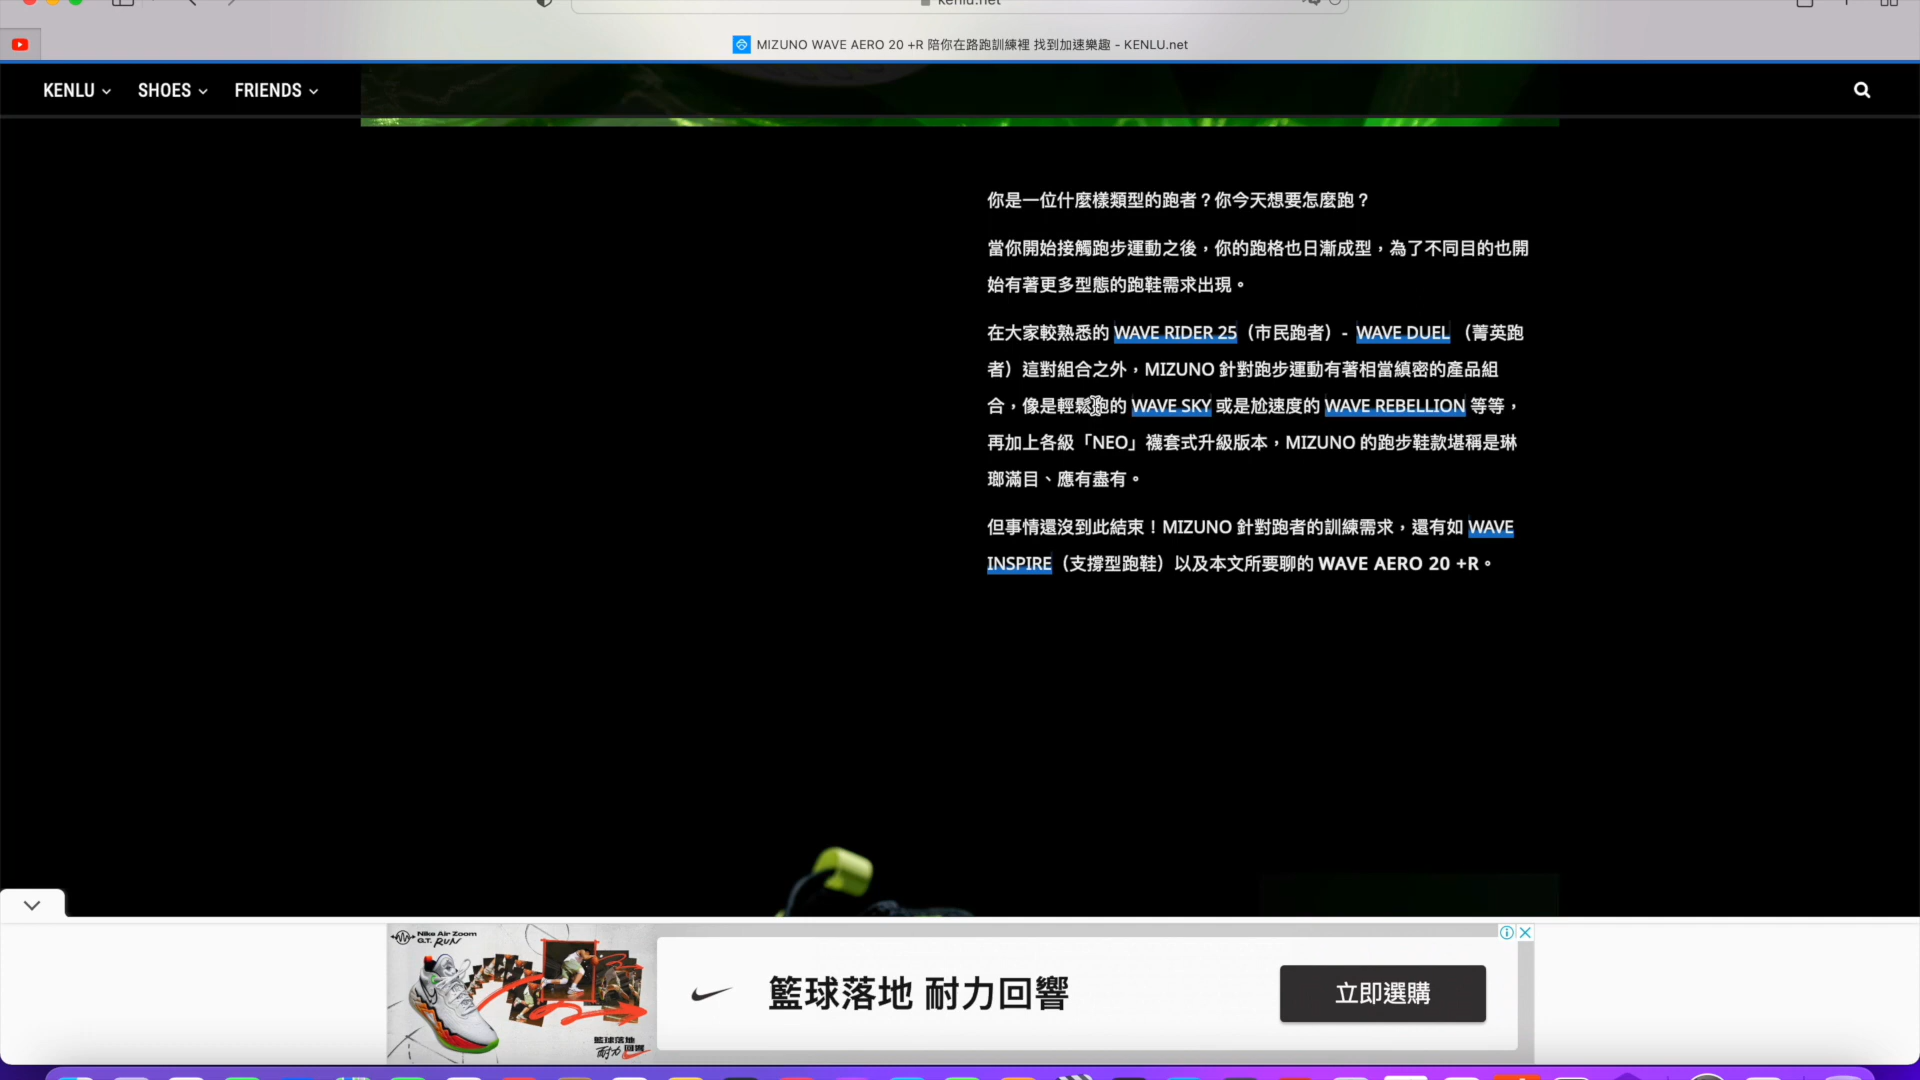 kenlu.net
MIZUNO WAVE AERO 20 +R 陪你在路跑訓練裡 找到加速樂趣 - KENLU.net
KENLU SHOES FRIENDS
你是一位什麼樣類型的跑者？你今天想要怎麼跑？
當你開始接觸跑步運動之後，你的跑格也日漸成型，為了不同目的也開
始有著更多型態的跑鞋需求出現。
在大家較熟悉的 WAVE RIDER 25（市民跑者）- WAVE DUEL （菁英跑
者）這對組合之外，MIZUNO 針對跑步運動有著相當縝密的產品組
合，像是輕鬆跑的 WAVE SKY 或是尬速度的 WAVE REBELLION 等等，
再加上各級「NEO」襪套式升級版本，MIZUNO 的跑步鞋款堪稱是琳
瑯滿目、應有盡有。
但事情還沒到此結束！MIZUNO 針對跑者的訓練需求，還有如 WAVE
INSPIRE（支撐型跑鞋）以及本文所要聊的 WAVE AERO 20 +R。
Nike Air Zoom
G.T. RUN
籃球落地
耐力回響
籃球落地 耐力回響
立即選購